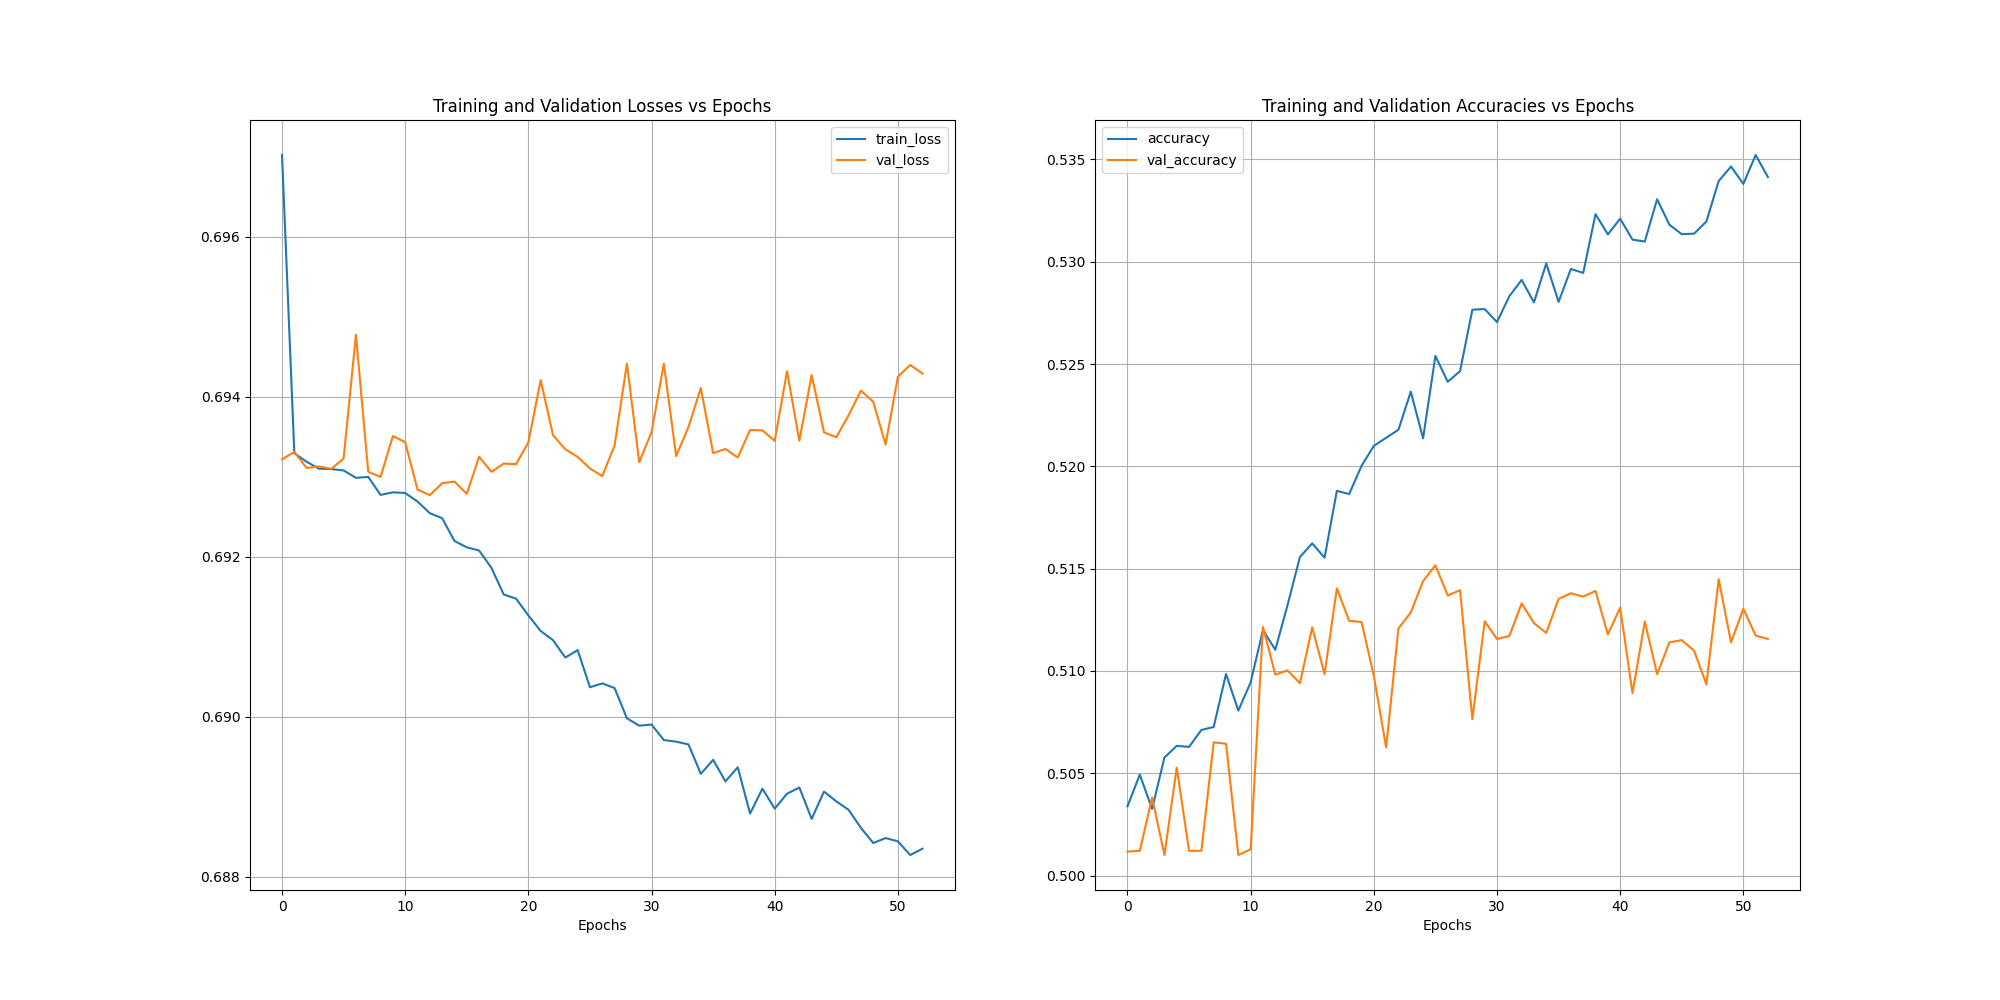 Training and Validation Losses vs Epochs
train_loss
val_loss
0.696
0.694
0.692
0.690
0.688
0 10 20 30 40 50
Epochs
Training and Validation Accuracies vs Epochs
accuracy
val_accuracy
0.535
0.530
0.525
0.520
0.515
0.510
0.505
0.500
0 10 20 30 40 50
Epochs